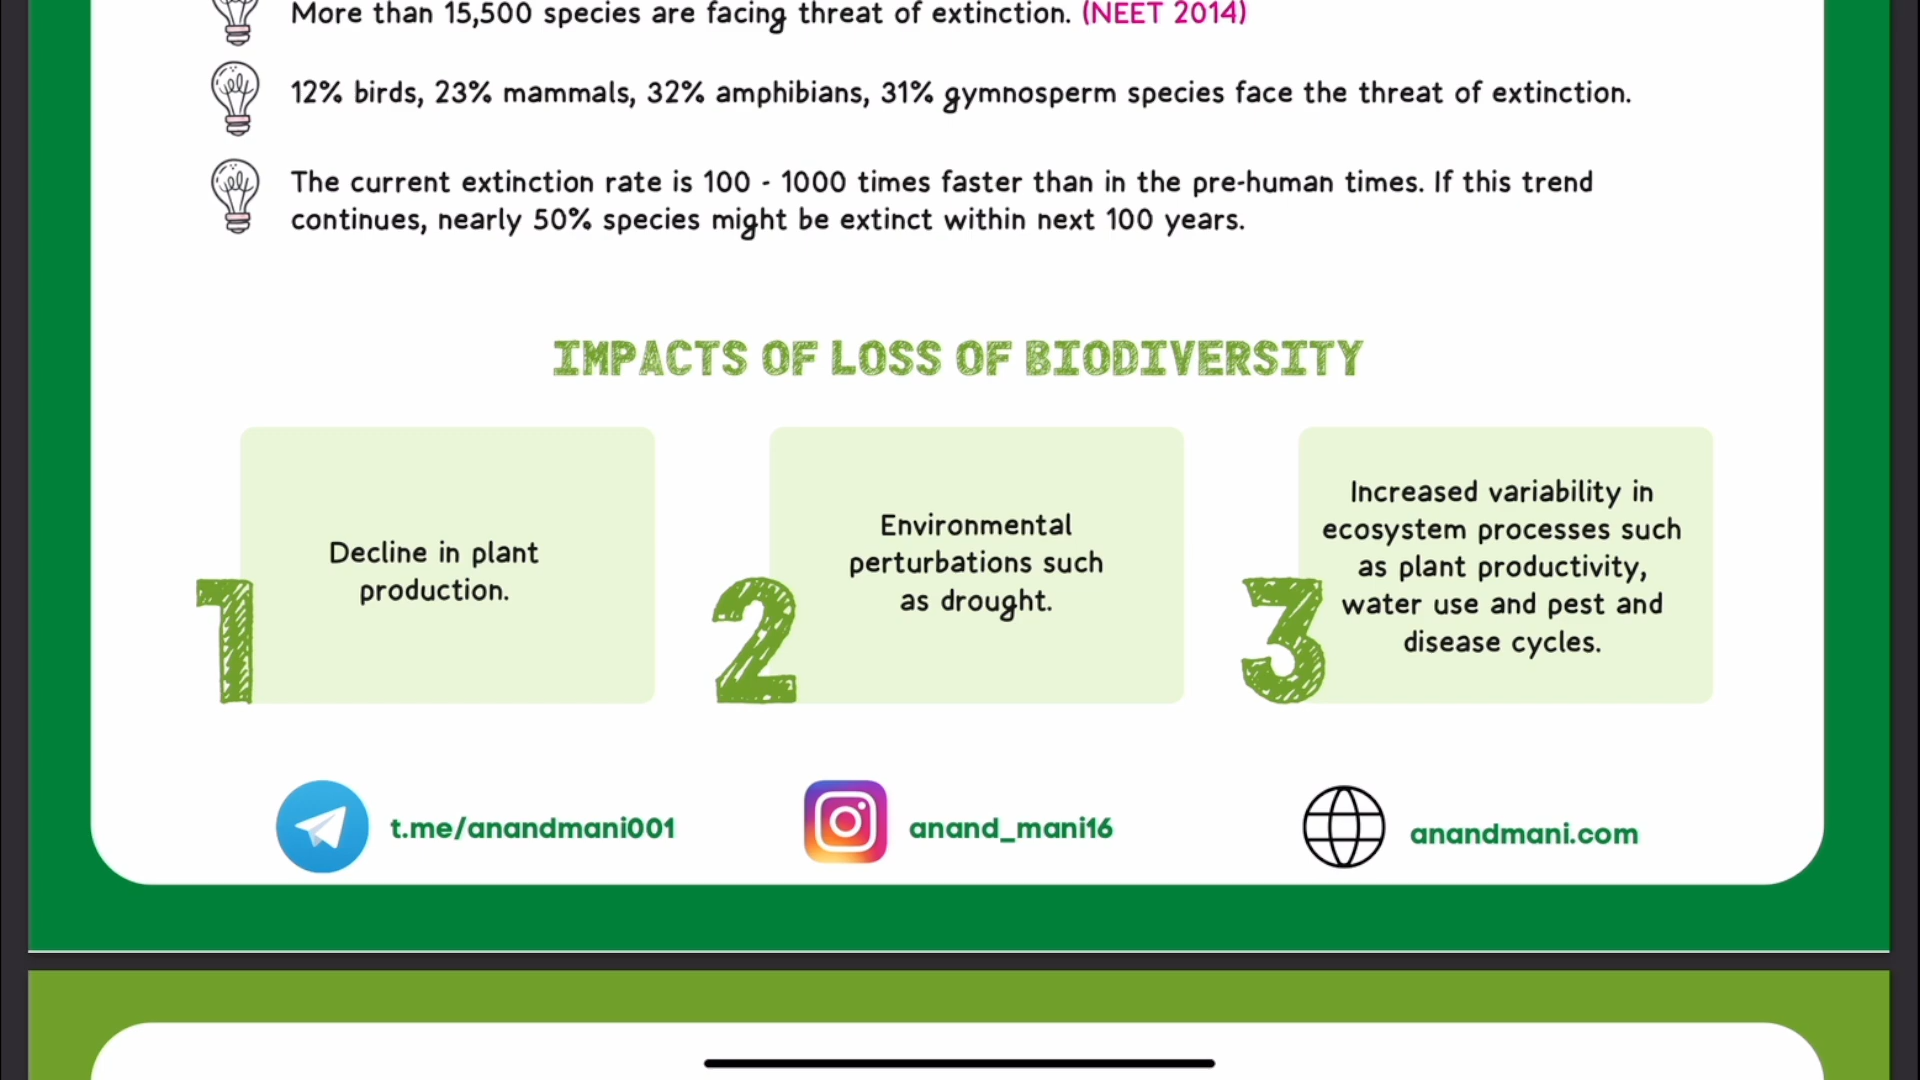 More than 15,500 species are facing threat of extinction. (NEET 2014)
12% birds, 23% mammals, 32% amphibians, 31% gymnosperm species face the threat of extinction.
The current extinction rate is 100 - 1000 times faster than in the pre-human times. If this trend
continues, nearly 50% species might be extinct within next 100 years.
IMPACTS OF LOSS OF BIODIVERSITY
1
Decline in plant
production.
2
Environmental
perturbations such
as drought.
3
Increased variability in
ecosystem processes such
as plant productivity,
water use and pest and
disease cycles.
t.me/anandmani001
anand_mani16
anandmani.com